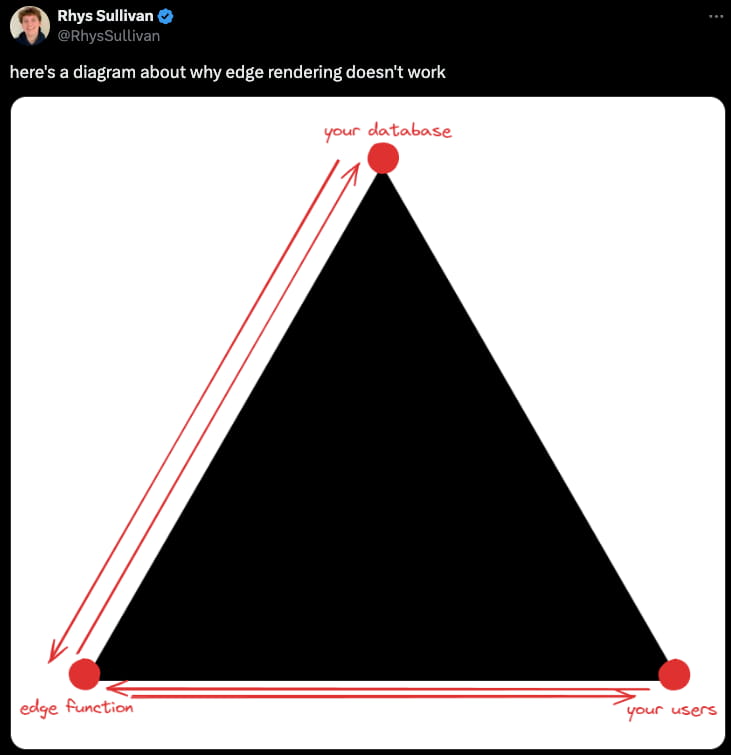 Rhys Sullivan
@RhysSullivan
here's a diagram about why edge rendering doesn't work
your database
edge function
your users